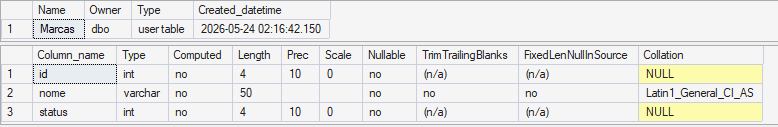 Name Owner Type Created_datetime
1 Marcas dbo user table 2026-05-24 02:16:42.150
Column_name Type Computed Length Prec Scale Nullable TrimTrailingBlanks FixedLenNullInSource Collation
1 id int no 4 10 0 no (n/a) (n/a) NULL
2 nome varchar no 50 no no no Latin1_General_CI_AS
3 status int no 4 10 0 no (n/a) (n/a) NULL